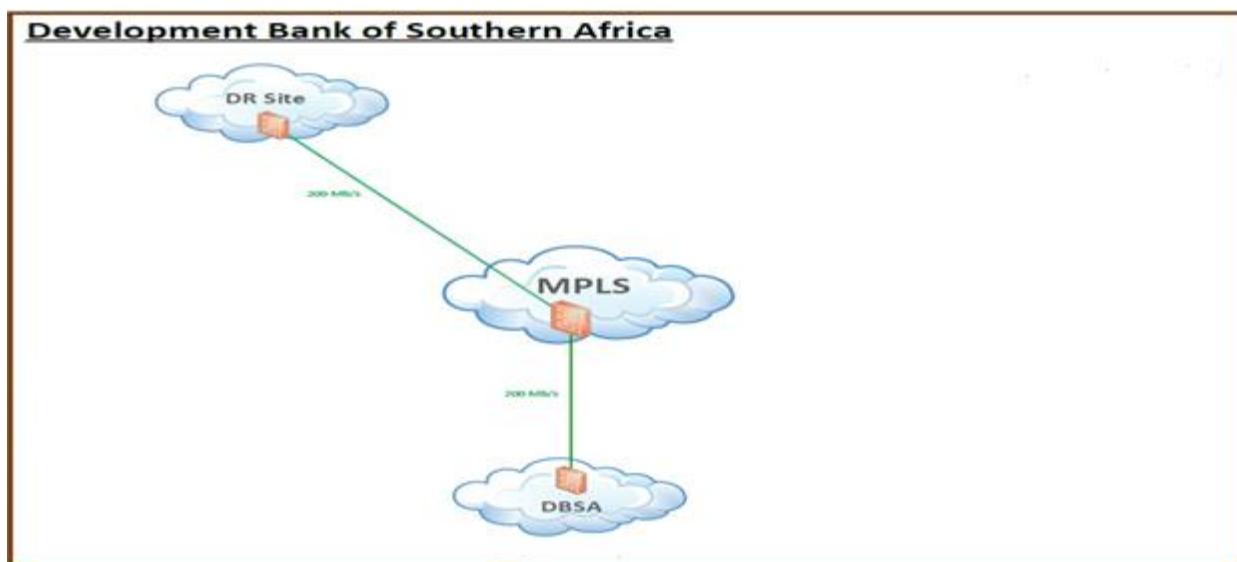 Development Bank of Southern Africa
DR Site
200 MB/s
MPLS
200 MB/s
DBSA